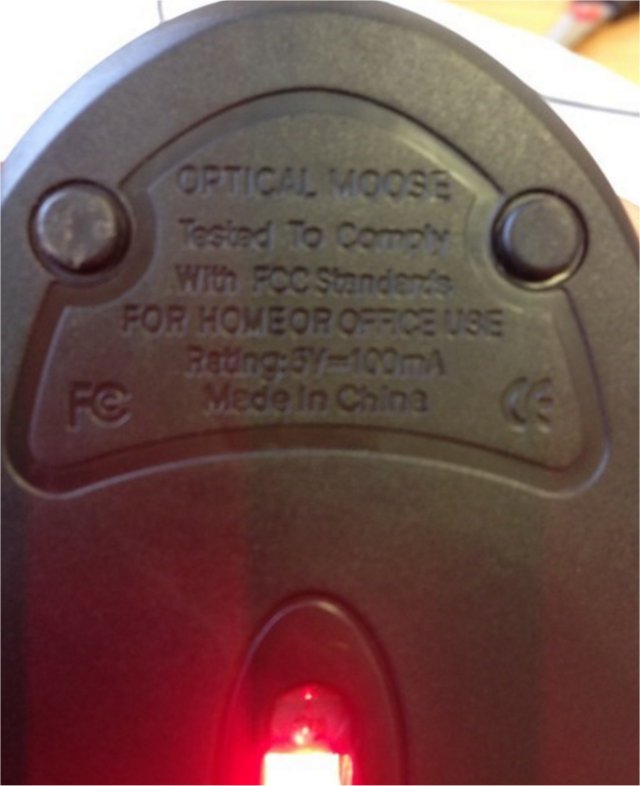 OPTICAL MOOSE
Tested To Comply
With FCC Standards
FOR HOMEOR OFFICE USE
Rating:5V=100mA
Made In China
FC CE